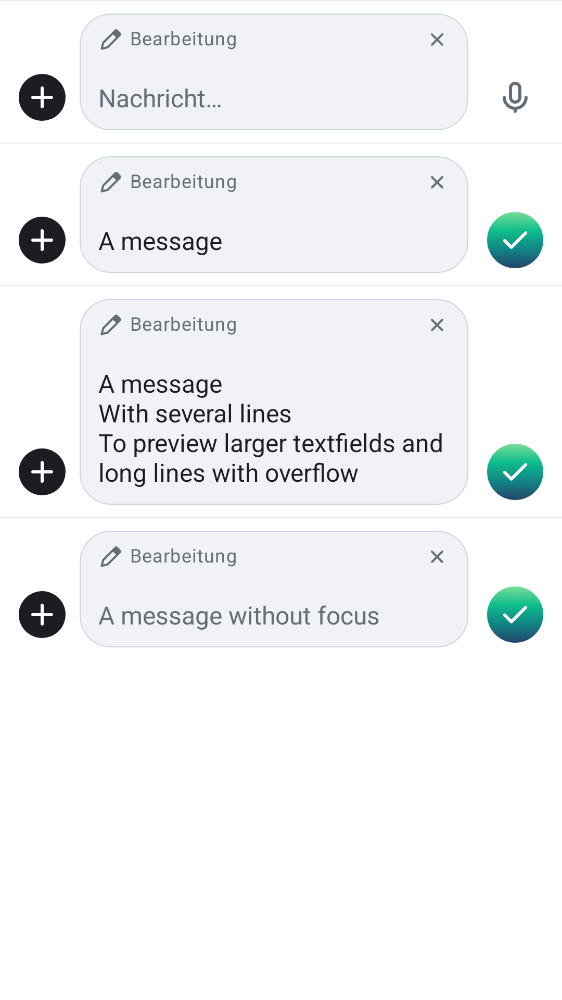 Bearbeitung
Nachricht…
Bearbeitung
A message
Bearbeitung
A message
With several lines
To preview larger textfields and
long lines with overflow
Bearbeitung
A message without focus